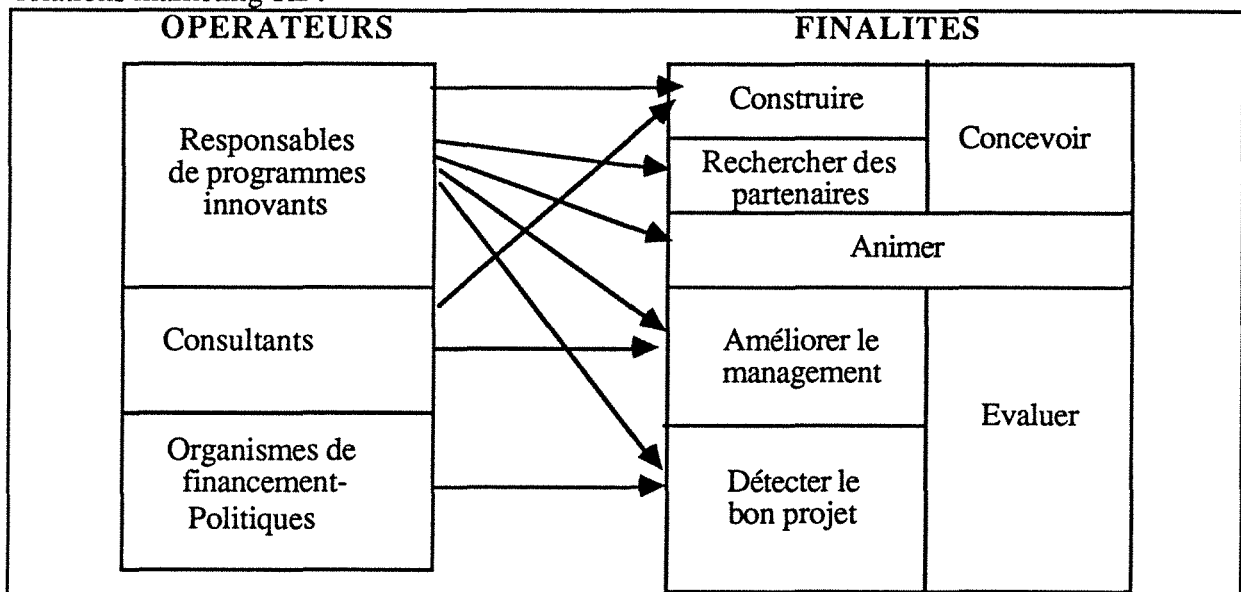 OPERATEURS
FINALITES
Responsables
de programmes
innovants
Consultants
Organismes de
financement-
Politiques
Construire
Concevoir
Rechercher des
partenaires
Animer
Améliorer le
management
Evaluer
Détecter le
bon projet